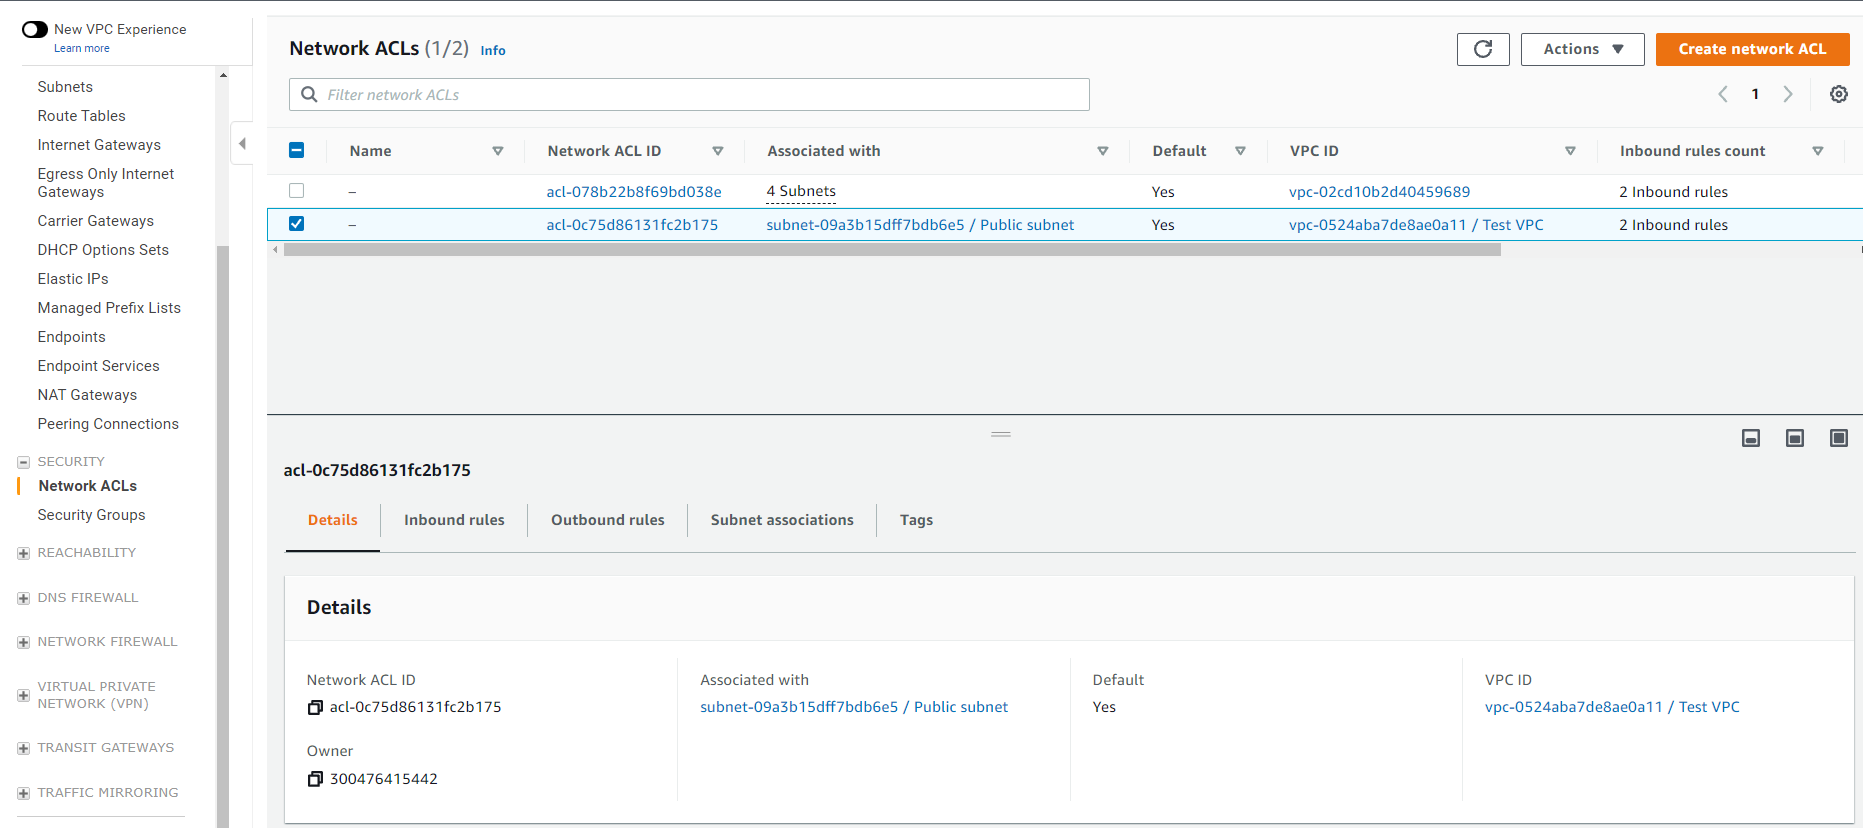 New VPC Experience
Learn more
Subnets
Route Tables
Internet Gateways
Egress Only Internet
Gateways
Carrier Gateways
DHCP Options Sets
Elastic IPs
Managed Prefix Lists
Endpoints
Endpoint Services
NAT Gateways
Peering Connections
SECURITY
Network ACLs
Security Groups
REACHABILITY
DNS FIREWALL
NETWORK FIREWALL
VIRTUAL PRIVATE
NETWORK (VPN)
TRANSIT GATEWAYS
TRAFFIC MIRRORING
Network ACLs (1/2) Info
Actions
Create network ACL
Filter network ACLs
1
Name Network ACL ID Associated with Default VPC ID Inbound rules count
– acl-078b22b8f69bd038e 4 Subnets Yes vpc-02cd10b2d40459689 2 Inbound rules
– acl-0c75d86131fc2b175 subnet-09a3b15dff7bdb6e5 / Public subnet Yes vpc-0524aba7de8ae0a11 / Test VPC 2 Inbound rules
acl-0c75d86131fc2b175
Details Inbound rules Outbound rules Subnet associations Tags
Details
Network ACL ID Associated with Default VPC ID
acl-0c75d86131fc2b175 subnet-09a3b15dff7bdb6e5 / Public subnet Yes vpc-0524aba7de8ae0a11 / Test VPC
Owner
300476415442